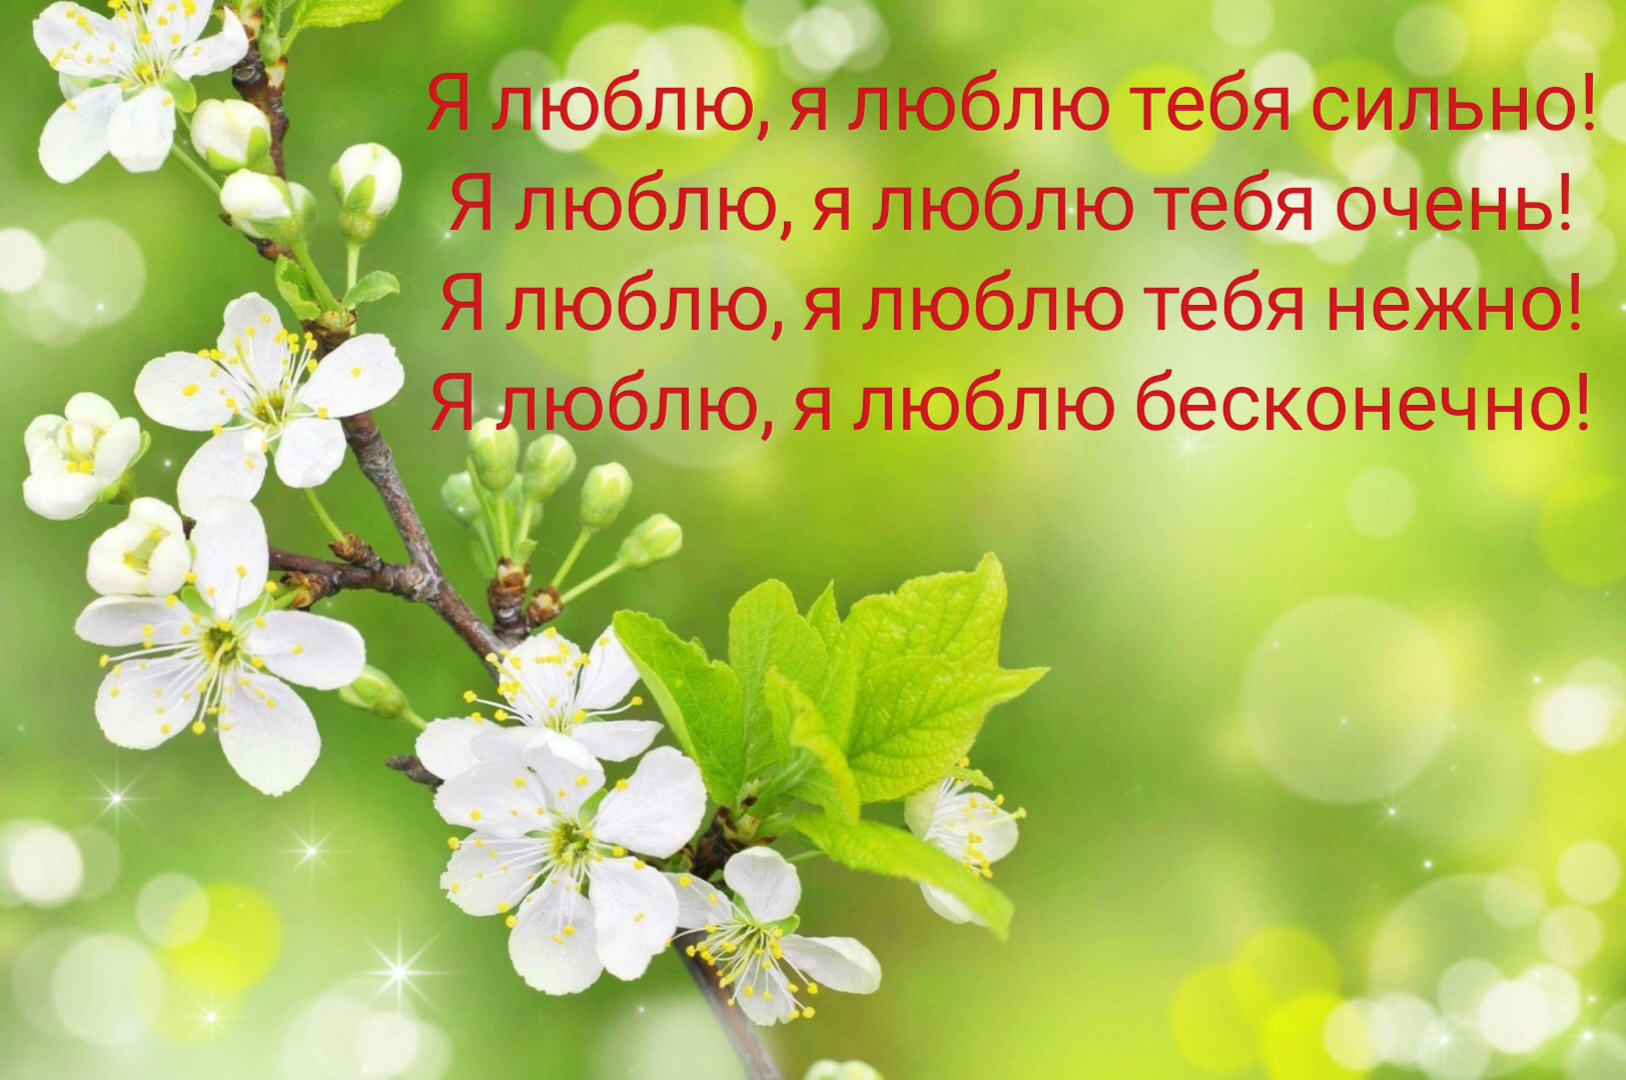 Я люблю, я люблю тебя сильно!
Я люблю, я люблю тебя очень!
Я люблю, я люблю тебя нежно!
Я люблю, я люблю бесконечно!